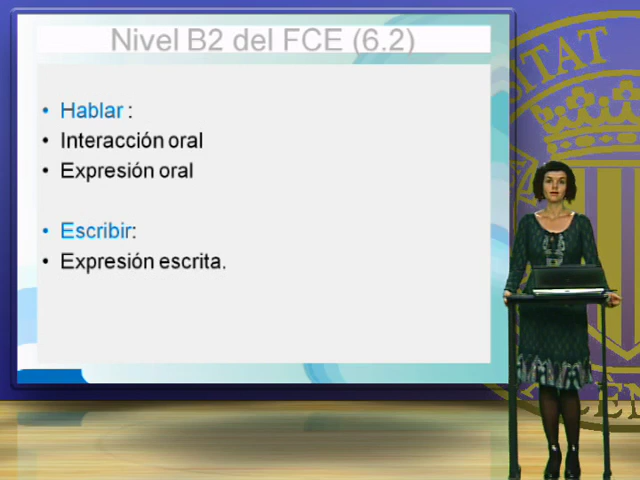 Nivel B2 del FCE (6.2)
• Hablar :
• Interacción oral
• Expresión oral
• Escribir:
• Expresión escrita.